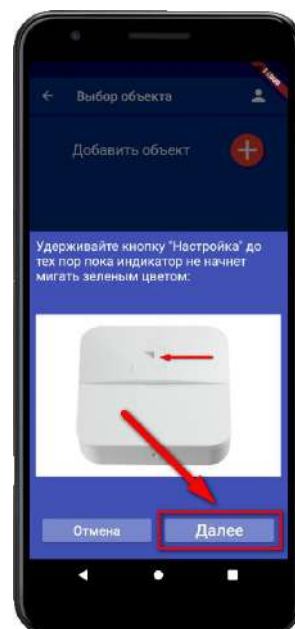 Выбор объекта
Добавить объект
Удерживайте кнопку "Настройка" до
тех пор пока индикатор не начнет
мигать зеленым цветом:
Отмена
Далее